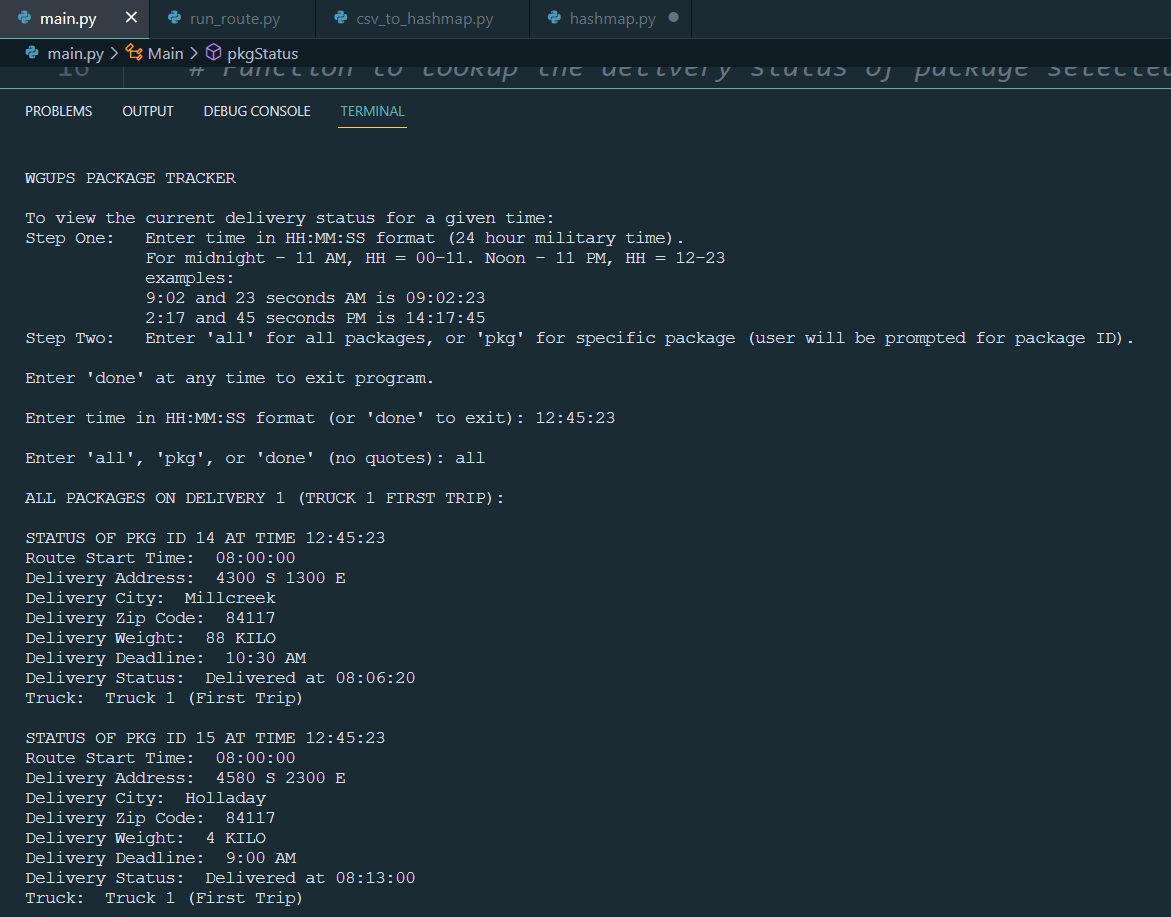 main.py × run_route.py csv_to_hashmap.py hashmap.py ●
main.py > Main > pkgStatus
16 # Function to lookup the delivery status of package selected
PROBLEMS OUTPUT DEBUG CONSOLE TERMINAL
WGUPS PACKAGE TRACKER
To view the current delivery status for a given time:
Step One: Enter time in HH:MM:SS format (24 hour military time).
For midnight - 11 AM, HH = 00-11. Noon - 11 PM, HH = 12-23
examples:
9:02 and 23 seconds AM is 09:02:23
2:17 and 45 seconds PM is 14:17:45
Step Two: Enter 'all' for all packages, or 'pkg' for specific package (user will be prompted for package ID).
Enter 'done' at any time to exit program.
Enter time in HH:MM:SS format (or 'done' to exit): 12:45:23
Enter 'all', 'pkg', or 'done' (no quotes): all
ALL PACKAGES ON DELIVERY 1 (TRUCK 1 FIRST TRIP):
STATUS OF PKG ID 14 AT TIME 12:45:23
Route Start Time: 08:00:00
Delivery Address: 4300 S 1300 E
Delivery City: Millcreek
Delivery Zip Code: 84117
Delivery Weight: 88 KILO
Delivery Deadline: 10:30 AM
Delivery Status: Delivered at 08:06:20
Truck: Truck 1 (First Trip)
STATUS OF PKG ID 15 AT TIME 12:45:23
Route Start Time: 08:00:00
Delivery Address: 4580 S 2300 E
Delivery City: Holladay
Delivery Zip Code: 84117
Delivery Weight: 4 KILO
Delivery Deadline: 9:00 AM
Delivery Status: Delivered at 08:13:00
Truck: Truck 1 (First Trip)